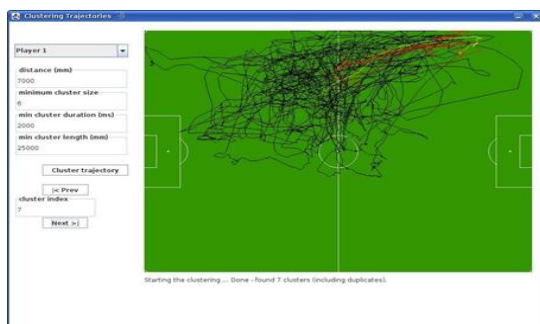 Clustering Trajectories
Player 1
distance (mm)
7000
minimum cluster size
6
min cluster duration (ms)
2000
min cluster length (mm)
25000
Cluster trajectory
|< Prev
cluster index
7
Next >|
Starting the clustering ... Done - found 7 clusters (including duplicates).